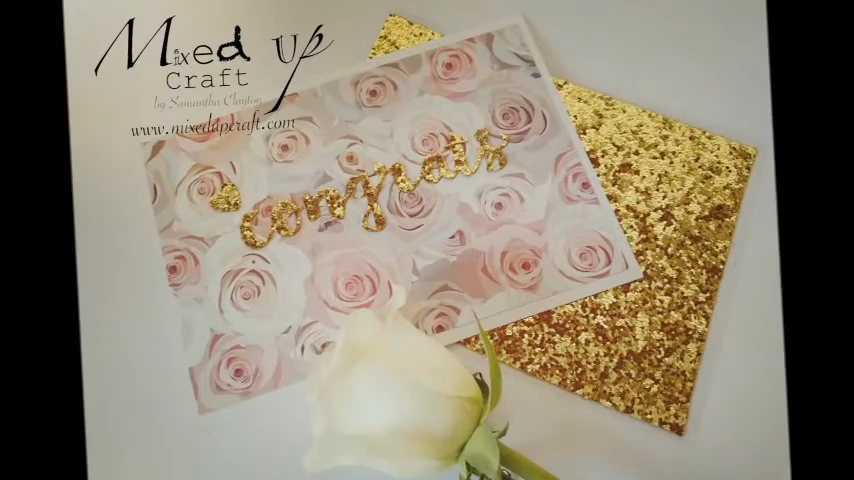 Mixed up
Craft
by Samantha Clayton
www.mixedupcraft.com
congrats